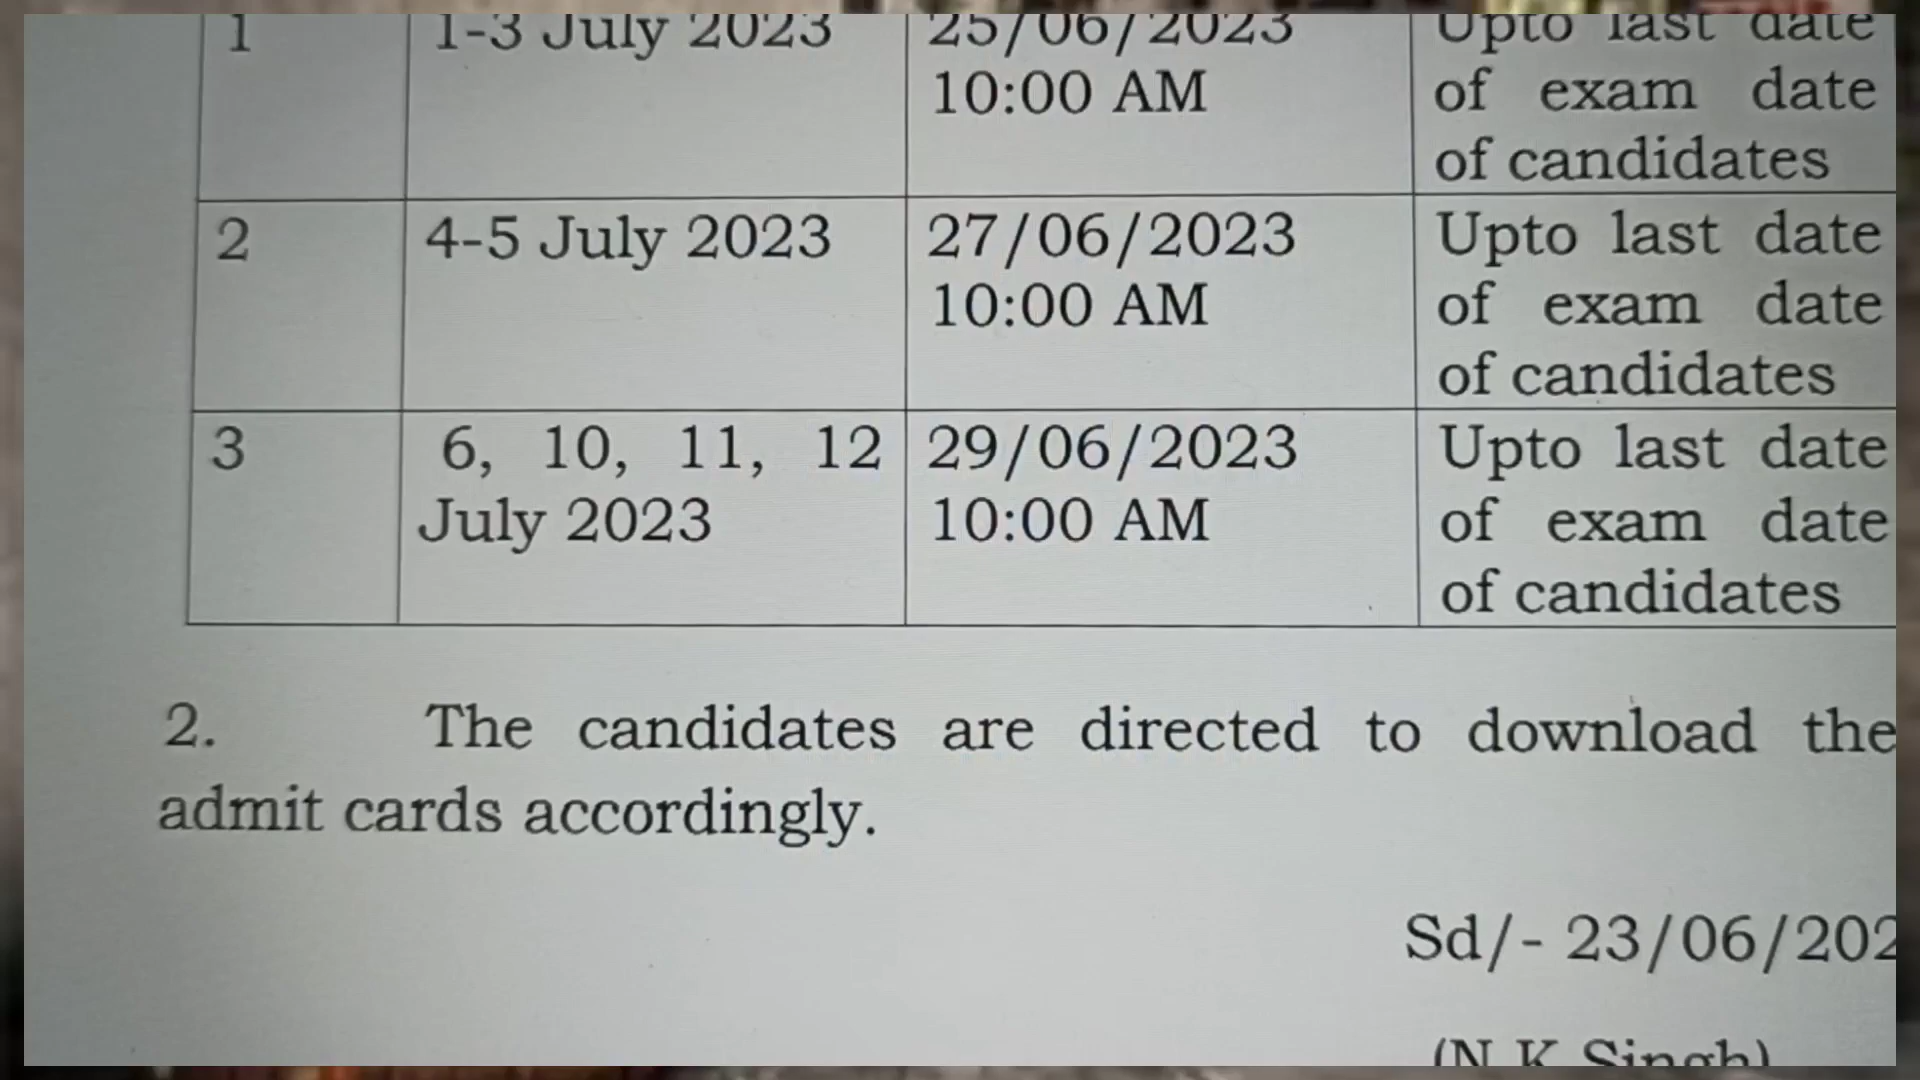 1 1-3 July 2023 25/06/2023 Upto last date
10:00 AM of exam date
of candidates
2 4-5 July 2023 27/06/2023 Upto last date
10:00 AM of exam date
of candidates
3 6, 10, 11, 12 29/06/2023 Upto last date
July 2023 10:00 AM of exam date
of candidates
2. The candidates are directed to download the
admit cards accordingly.
Sd/- 23/06/202
(N K Singh)